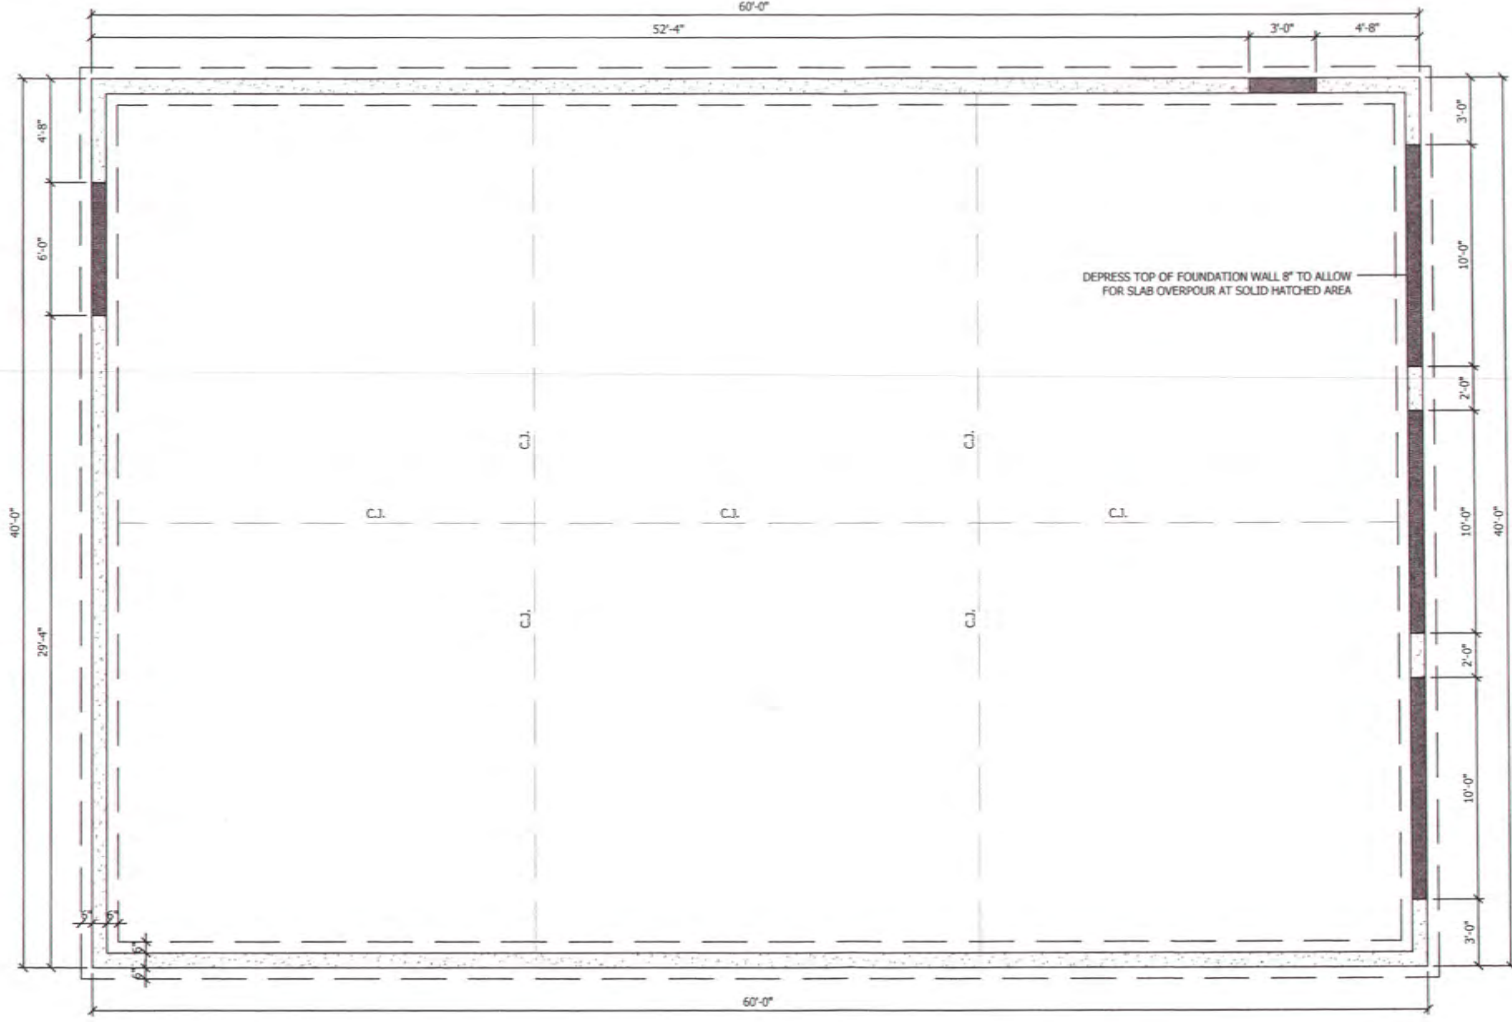 60'-0"
52'-4"
3'-0"
4'-8"
4'-8"
6'-0"
40'-0"
29'-4"
3'-0"
10'-0"
2'-0"
10'-0"
40'-0"
2'-0"
10'-0"
3'-0"
DEPRESS TOP OF FOUNDATION WALL 8" TO ALLOW
FOR SLAB OVERPOUR AT SOLID HATCHED AREA
C.J.
C.J.
C.J.
C.J.
C.J.
C.J.
C.J.
6"
6"
6"
6"
60'-0"